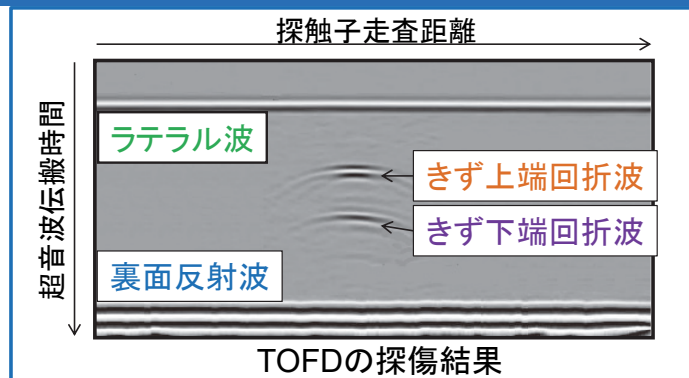 探触子走査距離
超音波伝搬時間
ラテラル波
きず上端回折波
きず下端回折波
裏面反射波
TOFDの探傷結果